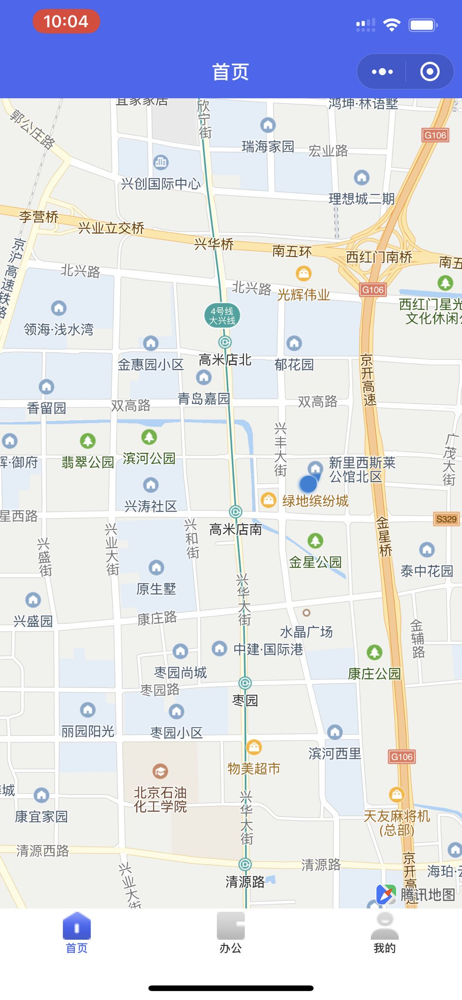 10:04
首页
宜家家居
欣宁街
鸿坤·林语墅
郭公庄路
G106
瑞海家园
宏业路
兴创国际中心
理想城二期
李营桥
兴业立交桥
兴华桥
南五环
西红门南桥
南五
京沪高速铁路
北兴路
北兴路
光辉伟业
G106
西红门星光
文化休闲公
4号线
大兴线
领海·浅水湾
金惠园小区
高米店北
郁花园
京开高速
青岛嘉园
香留园
双高路
双高路
兴丰大街
广茂大街
辉·御府
翡翠公园
滨河公园
新里西斯莱
公馆北区
兴涛社区
绿地缤纷城
星西路
S329
高米店南
兴盛街
兴业大街
兴和街
金星桥
金星公园
泰中花园
原生墅
兴华大街
兴盛园
康庄路
水晶广场
金辅路
中建·国际港
枣园尚城
康庄公园
枣园路
枣园
丽园阳光
枣园小区
滨河西里
G106
物美超市
北京石油
化工学院
城
康宜家园
兴华大街
天友麻将机
(总部)
清源西路
清源路
京开高速
海珀·云
兴业大街
清源路
腾讯地图
首页
办公
我的